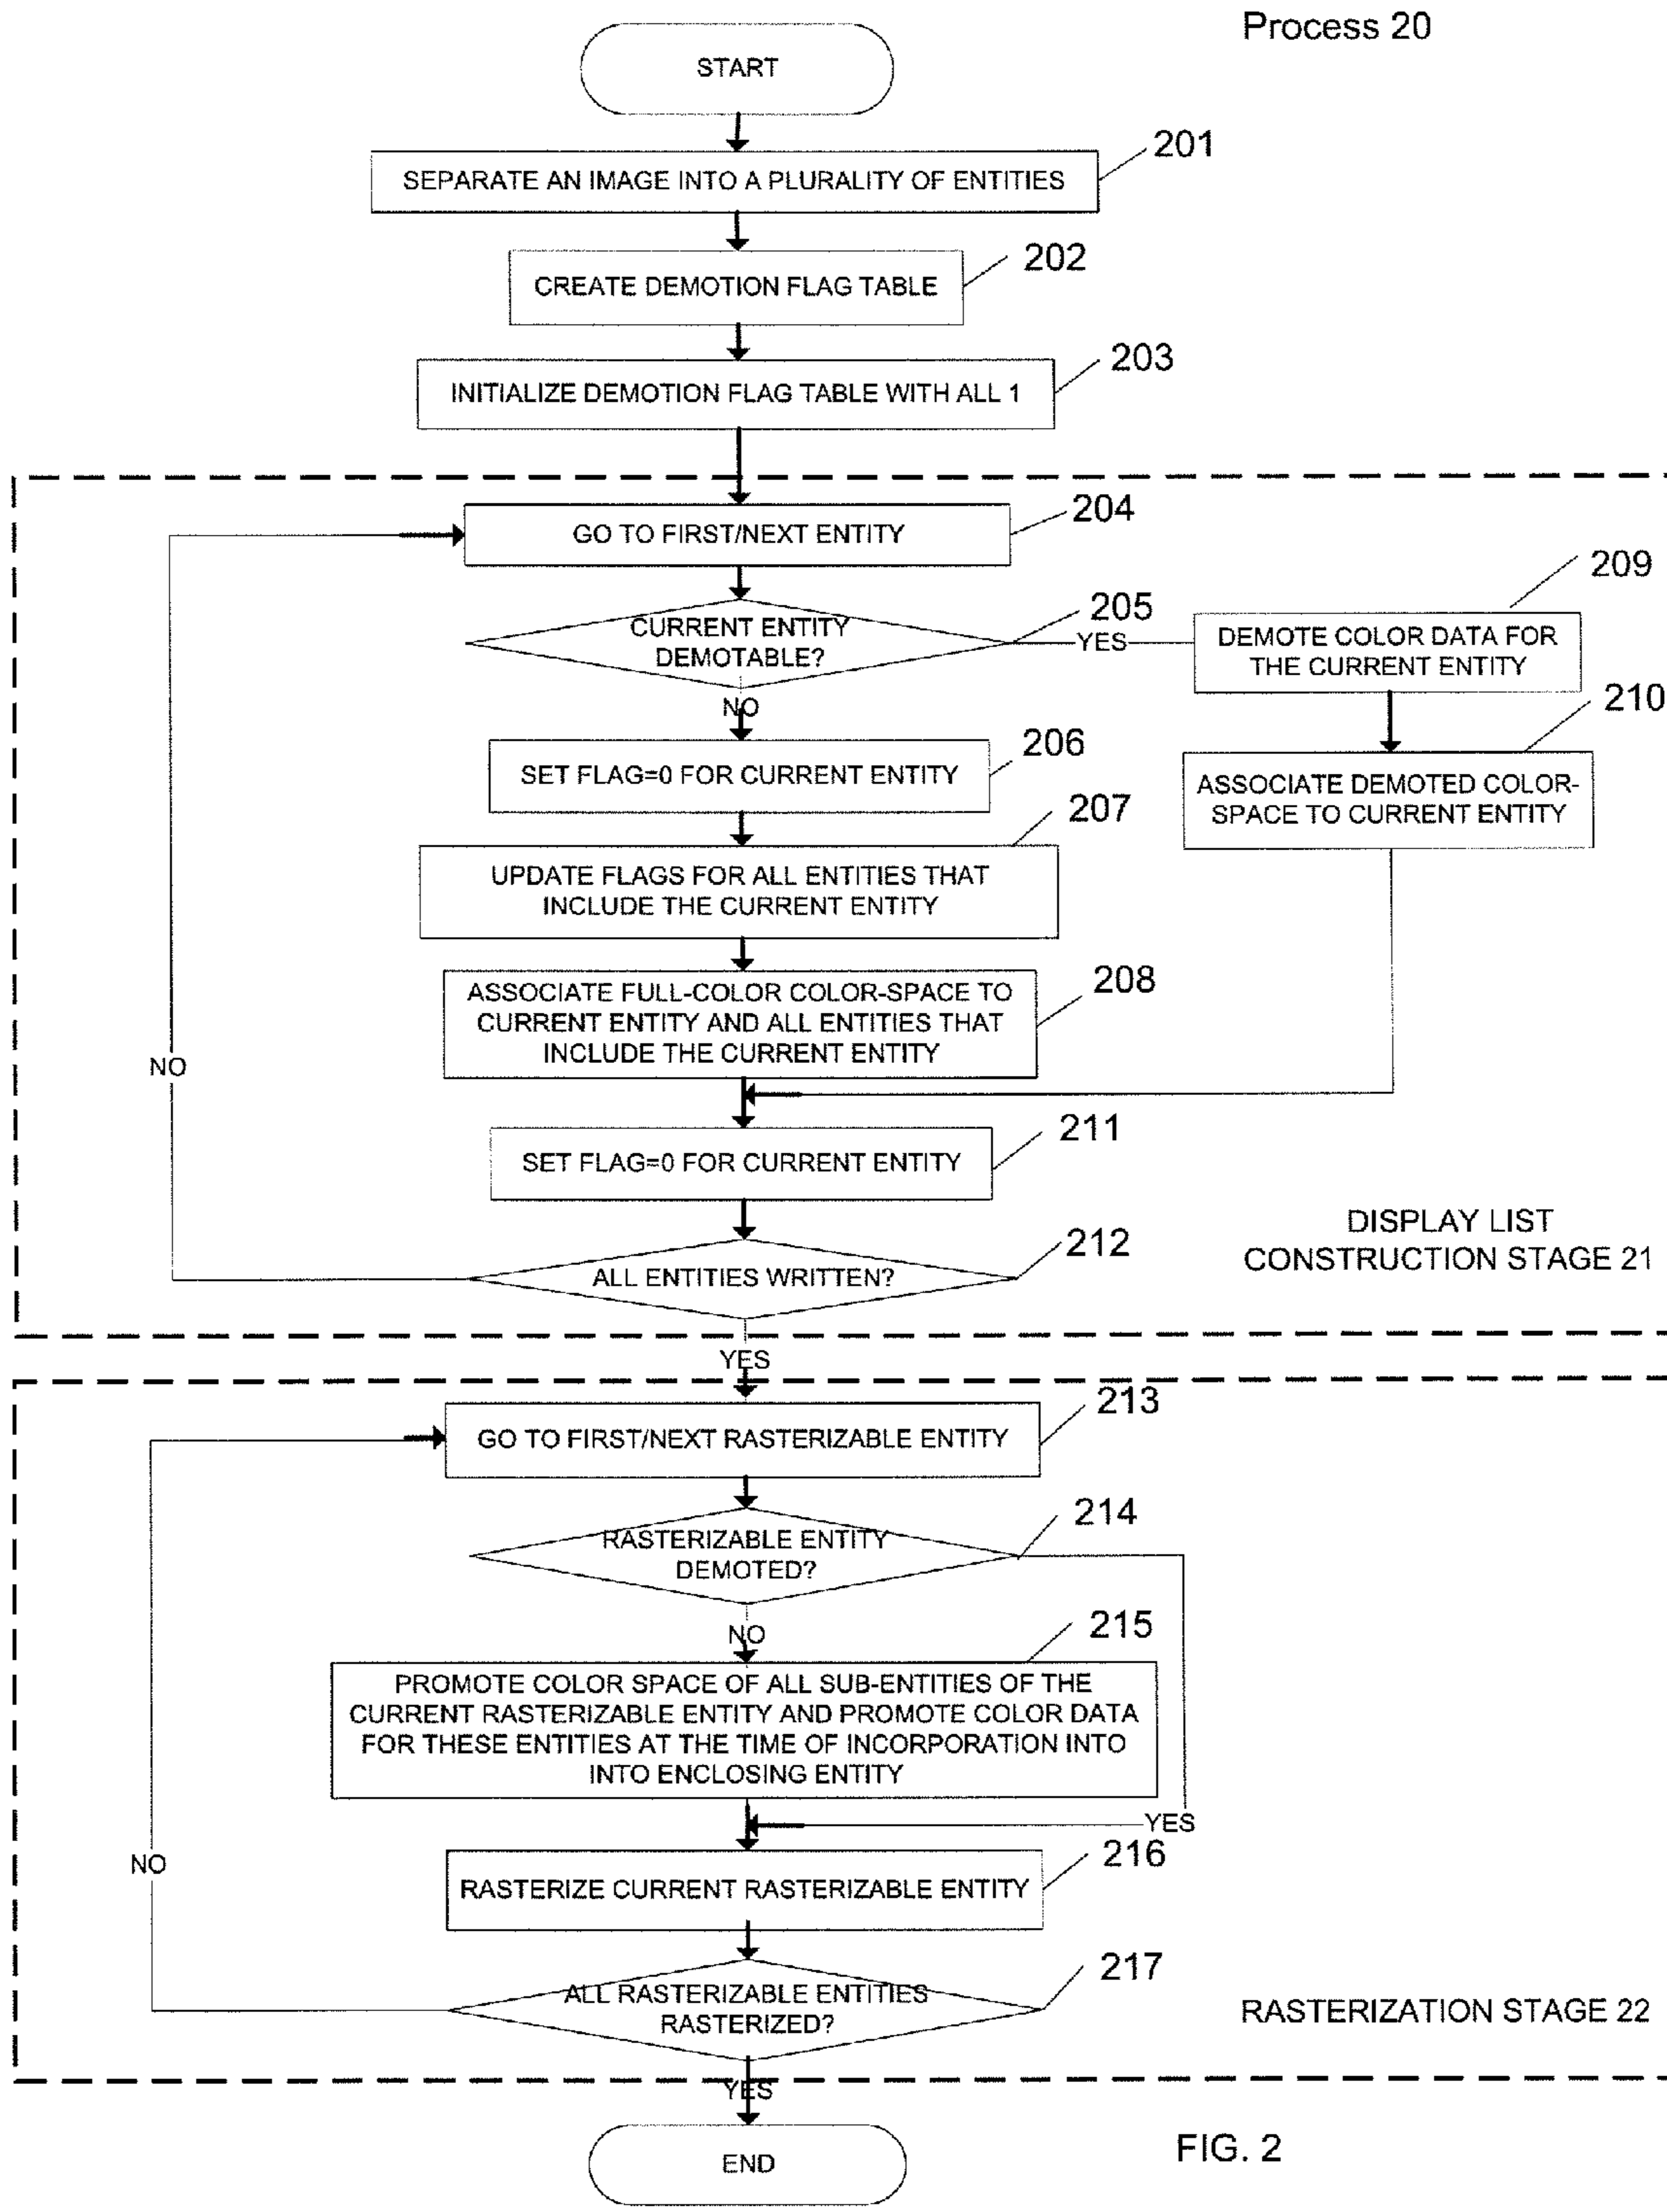 Process 20
START
201
SEPARATE AN IMAGE INTO A PLURALITY OF ENTITIES
202
CREATE DEMOTION FLAG TABLE
203
INITIALIZE DEMOTION FLAG TABLE WITH ALL 1
204
GO TO FIRST/NEXT ENTITY
205
CURRENT ENTITY
DEMOTABLE?
YES
209
DEMOTE COLOR DATA FOR
THE CURRENT ENTITY
NO
210
ASSOCIATE DEMOTED COLOR-
SPACE TO CURRENT ENTITY
206
SET FLAG=0 FOR CURRENT ENTITY
207
UPDATE FLAGS FOR ALL ENTITIES THAT
INCLUDE THE CURRENT ENTITY
208
ASSOCIATE FULL-COLOR COLOR-SPACE TO
CURRENT ENTITY AND ALL ENTITIES THAT
INCLUDE THE CURRENT ENTITY
NO
211
SET FLAG=0 FOR CURRENT ENTITY
212
ALL ENTITIES WRITTEN?
DISPLAY LIST
CONSTRUCTION STAGE 21
YES
213
GO TO FIRST/NEXT RASTERIZABLE ENTITY
214
RASTERIZABLE ENTITY
DEMOTED?
NO
215
PROMOTE COLOR SPACE OF ALL SUB-ENTITIES OF THE
CURRENT RASTERIZABLE ENTITY AND PROMOTE COLOR DATA
FOR THESE ENTITIES AT THE TIME OF INCORPORATION INTO
INTO ENCLOSING ENTITY
YES
NO
216
RASTERIZE CURRENT RASTERIZABLE ENTITY
217
ALL RASTERIZABLE ENTITIES
RASTERIZED?
RASTERIZATION STAGE 22
YES
END
FIG. 2